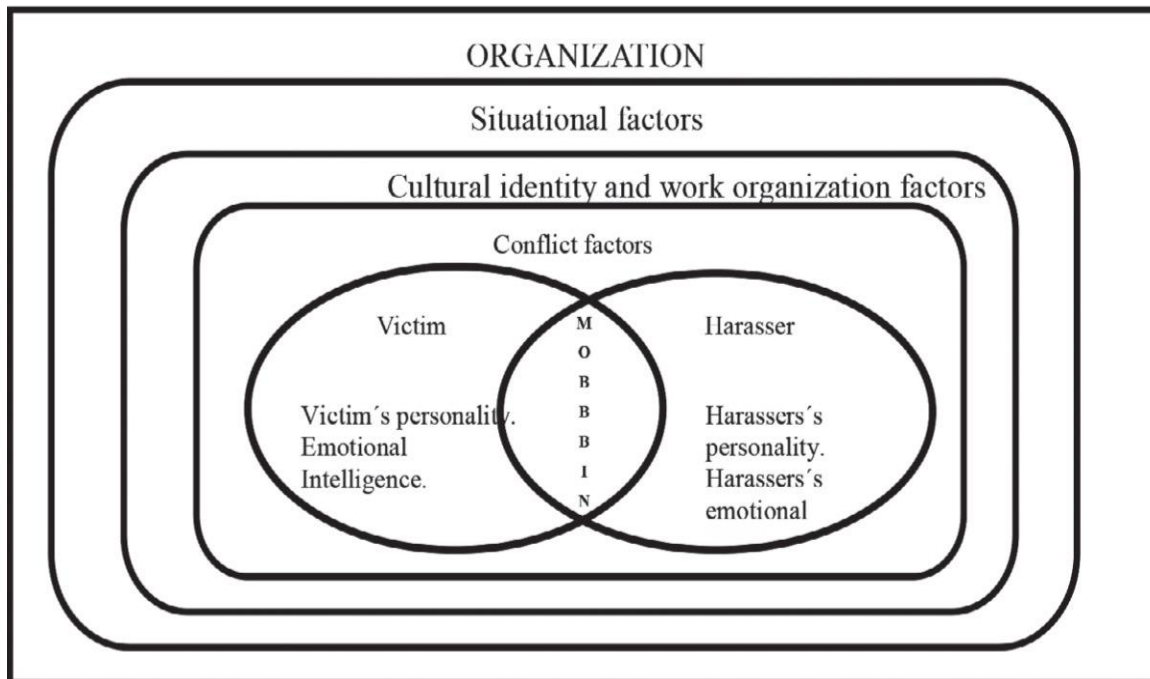 ORGANIZATION
Situational factors
Cultural identity and work organization factors
Conflict factors
Victim
Harasser
M
O
B
B
B
I
N
Victim´s personality.
Emotional
Intelligence.
Harassers´s
personality.
Harassers´s
emotional